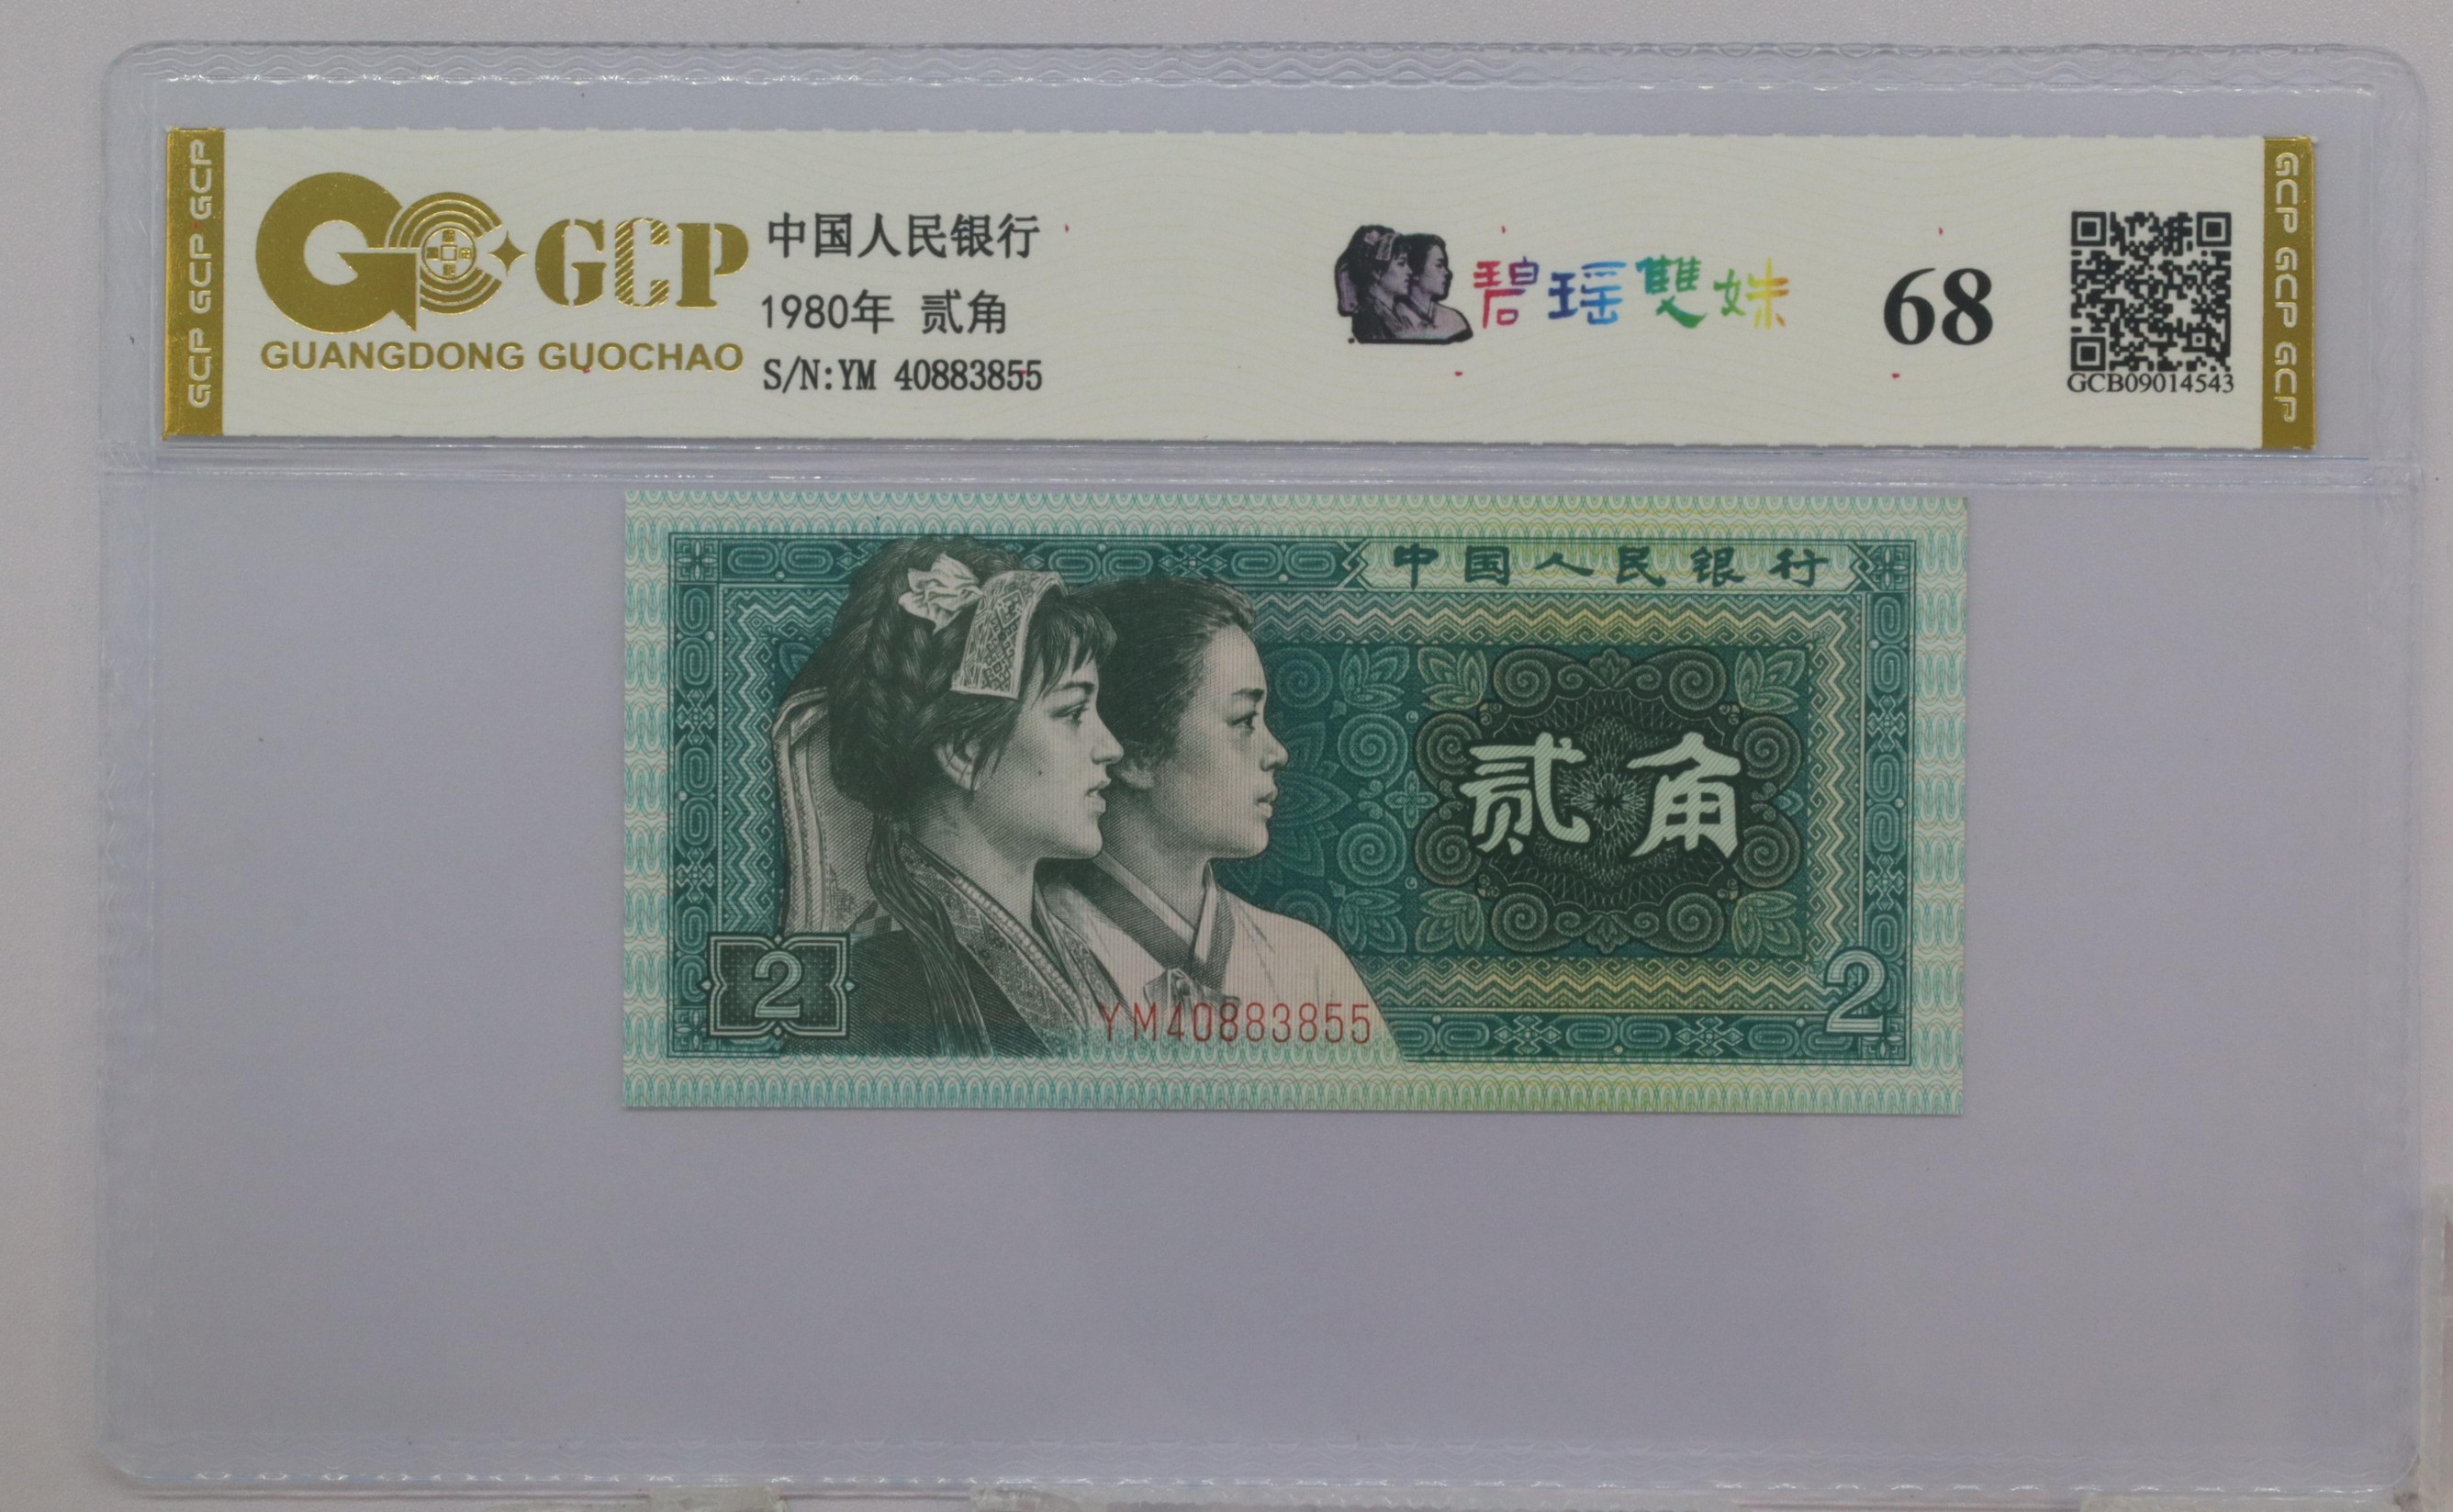 GCP GCP GCP
GCP
GUANGDONG GUOCHAO
中国人民银行
1980年 贰角
S/N:YM 40883855
碧瑶雙姝
68
GCB09014543
GCP GCP GCP
中国人民银行
贰角
2
YM40883855
2